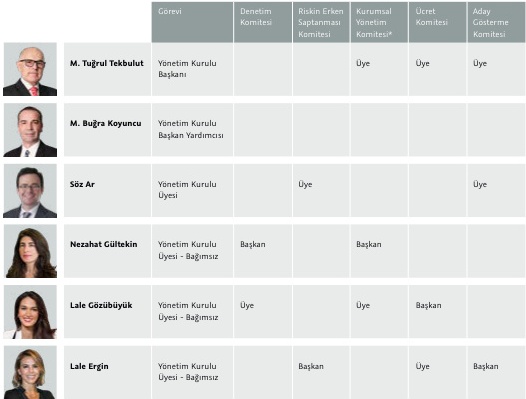 Görevi Denetim Komitesi Riskin Erken Saptanması Komitesi Kurumsal Yönetim Komitesi* Ücret Komitesi Aday Gösterme Komitesi
M. Tuğrul Tekbulut Yönetim Kurulu Başkanı Üye Üye Üye
M. Buğra Koyuncu Yönetim Kurulu Başkan Yardımcısı
Söz Ar Yönetim Kurulu Üyesi Üye Üye
Nezahat Gültekin Yönetim Kurulu Üyesi - Bağımsız Başkan Başkan
Lale Gözübüyük Yönetim Kurulu Üyesi - Bağımsız Üye Üye Başkan
Lale Ergin Yönetim Kurulu Üyesi - Bağımsız Başkan Üye Başkan